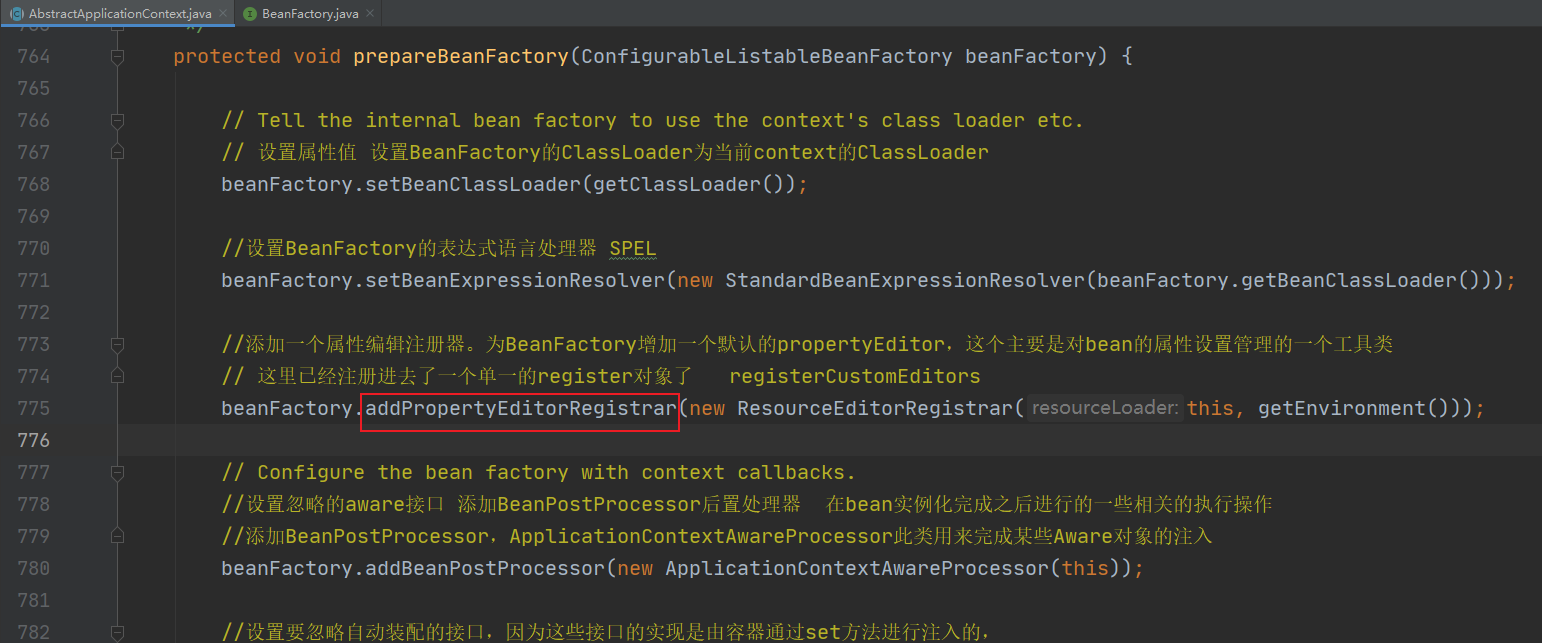 AbstractApplicationContext.java BeanFactory.java
*/
764 protected void prepareBeanFactory(ConfigurableListableBeanFactory beanFactory) {
765
766 // Tell the internal bean factory to use the context's class loader etc.
767 // 设置属性值 设置BeanFactory的ClassLoader为当前context的ClassLoader
768 beanFactory.setBeanClassLoader(getClassLoader());
769
770 //设置BeanFactory的表达式语言处理器 SPEL
771 beanFactory.setBeanExpressionResolver(new StandardBeanExpressionResolver(beanFactory.getBeanClassLoader()));
772
773 //添加一个属性编辑注册器。为BeanFactory增加一个默认的propertyEditor，这个主要是对bean的属性设置管理的一个工具类
774 // 这里已经注册进去了一个单一的register对象了 registerCustomEditors
775 beanFactory.addPropertyEditorRegistrar(new ResourceEditorRegistrar( resourceLoader: this, getEnvironment()));
776
777 // Configure the bean factory with context callbacks.
778 //设置忽略的aware接口 添加BeanPostProcessor后置处理器 在bean实例化完成之后进行的一些相关的执行操作
779 //添加BeanPostProcessor，ApplicationContextAwareProcessor此类用来完成某些Aware对象的注入
780 beanFactory.addBeanPostProcessor(new ApplicationContextAwareProcessor(this));
781
782 //设置要忽略自动装配的接口，因为这些接口的实现是由容器通过set方法进行注入的，